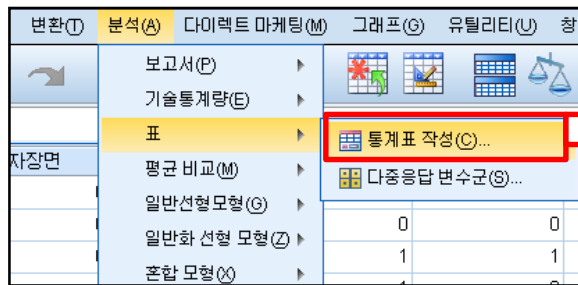 변환(T) 분석(A) 다이렉트 마케팅(M) 그래프(G) 유틸리티(U) 창
보고서(P)
기술통계량(E)
표
통계표 작성(C)...
자장면
평균 비교(M)
다중응답 변수군(S)...
일반선형모형(G)
0 0
일반화 선형 모형(Z)
1 1
혼합 모형(X)